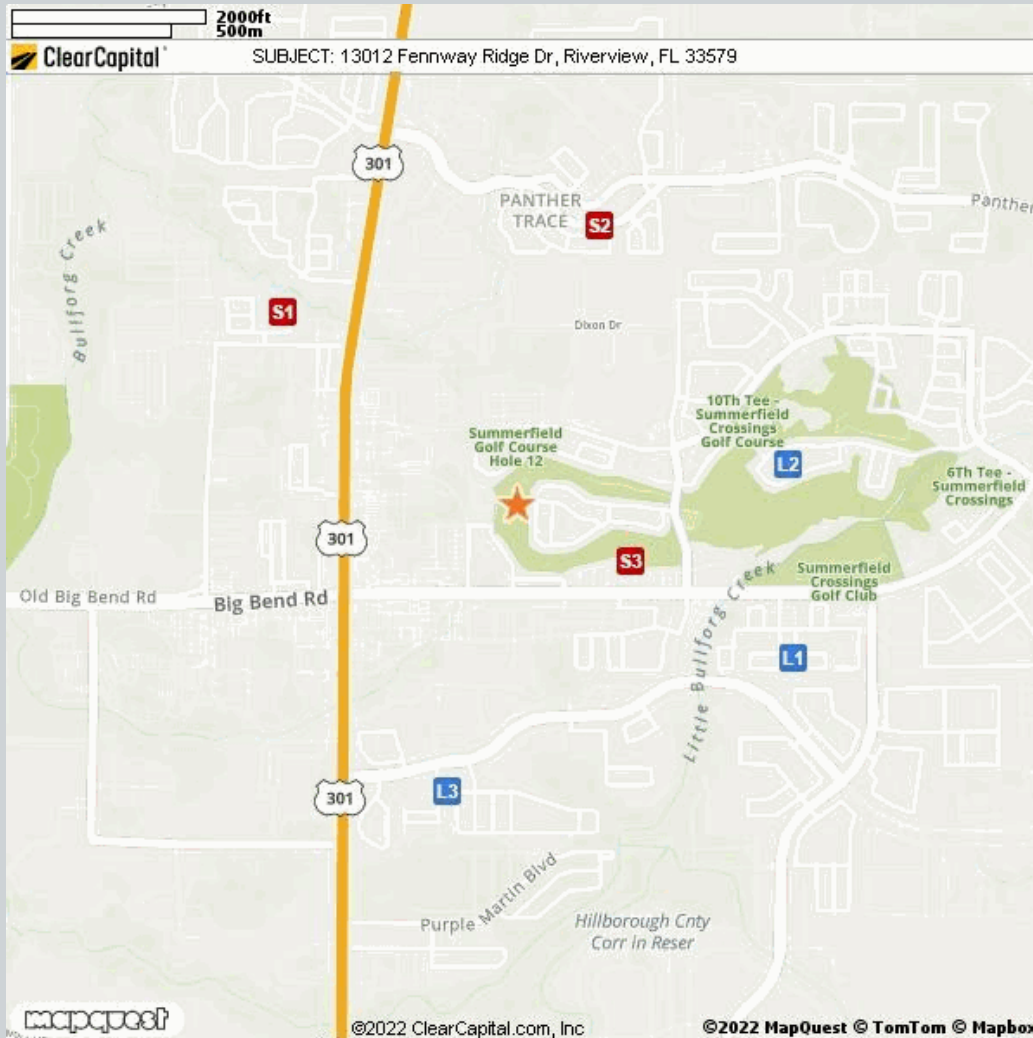 2000ft
500m
ClearCapital
SUBJECT: 13012 Fennway Ridge Dr, Riverview, FL 33579
301
PANTHER
TRACE
Panther
S2
Bullforg Creek
S1
Dixon Dr
10Th Tee -
Summerfield
Crossings
Golf Course
Summerfield
Golf Course
Hole 12
L2
6Th Tee -
Summerfield
Crossings
301
S3
Summerfield
Crossings
Golf Club
Old Big Bend Rd
Big Bend Rd
Little Bullforg Creek
L1
301
L3
Purple Martin Blvd
Hillborough Cnty
Corr in Reser
mapquest
©2022 ClearCapital.com, Inc
©2022 MapQuest © TomTom © Mapbox